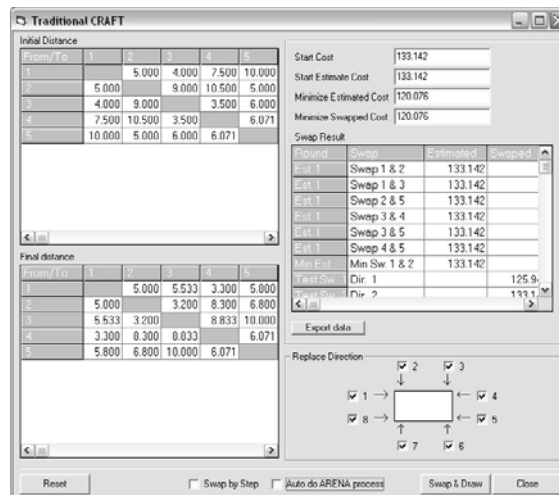 Traditional CRAFT
Initial Distance
From/To 1 2 3 4 5
1 5.000 4.000 7.500 10.000
2 5.000 9.000 10.500 5.000
3 4.000 9.000 3.500 6.000
4 7.500 10.500 3.500 6.071
5 10.000 5.000 6.000 6.071
Final distance
From/To 1 2 3 4 5
1 5.000 5.533 3.300 5.800
2 5.000 3.200 8.300 6.800
3 5.533 3.200 8.833 10.000
4 3.300 8.300 8.833 6.071
5 5.800 6.800 10.000 6.071
Start Cost 133.142
Start Estimate Cost 133.142
Minimize Estimated Cost 120.076
Minimize Swapped Cost 120.076
Swap Result
Round Swap Estimated Swaped
Est. 1 Swap 1 & 2 133.142
Est. 1 Swap 1 & 3 133.142
Est. 1 Swap 2 & 5 133.142
Est. 1 Swap 3 & 4 133.142
Est. 1 Swap 3 & 5 133.142
Est. 1 Swap 4 & 5 133.142
Min Est. Min Sw. 1 & 2 133.142
Test Sw. 1 Dir. 1 125.9
Test Sw. Dir. 2 133.1
Export data
Replace Direction
2 3
1 4
8 5
7 6
Reset Swap by Step Auto do ARENA process Swap & Draw Close